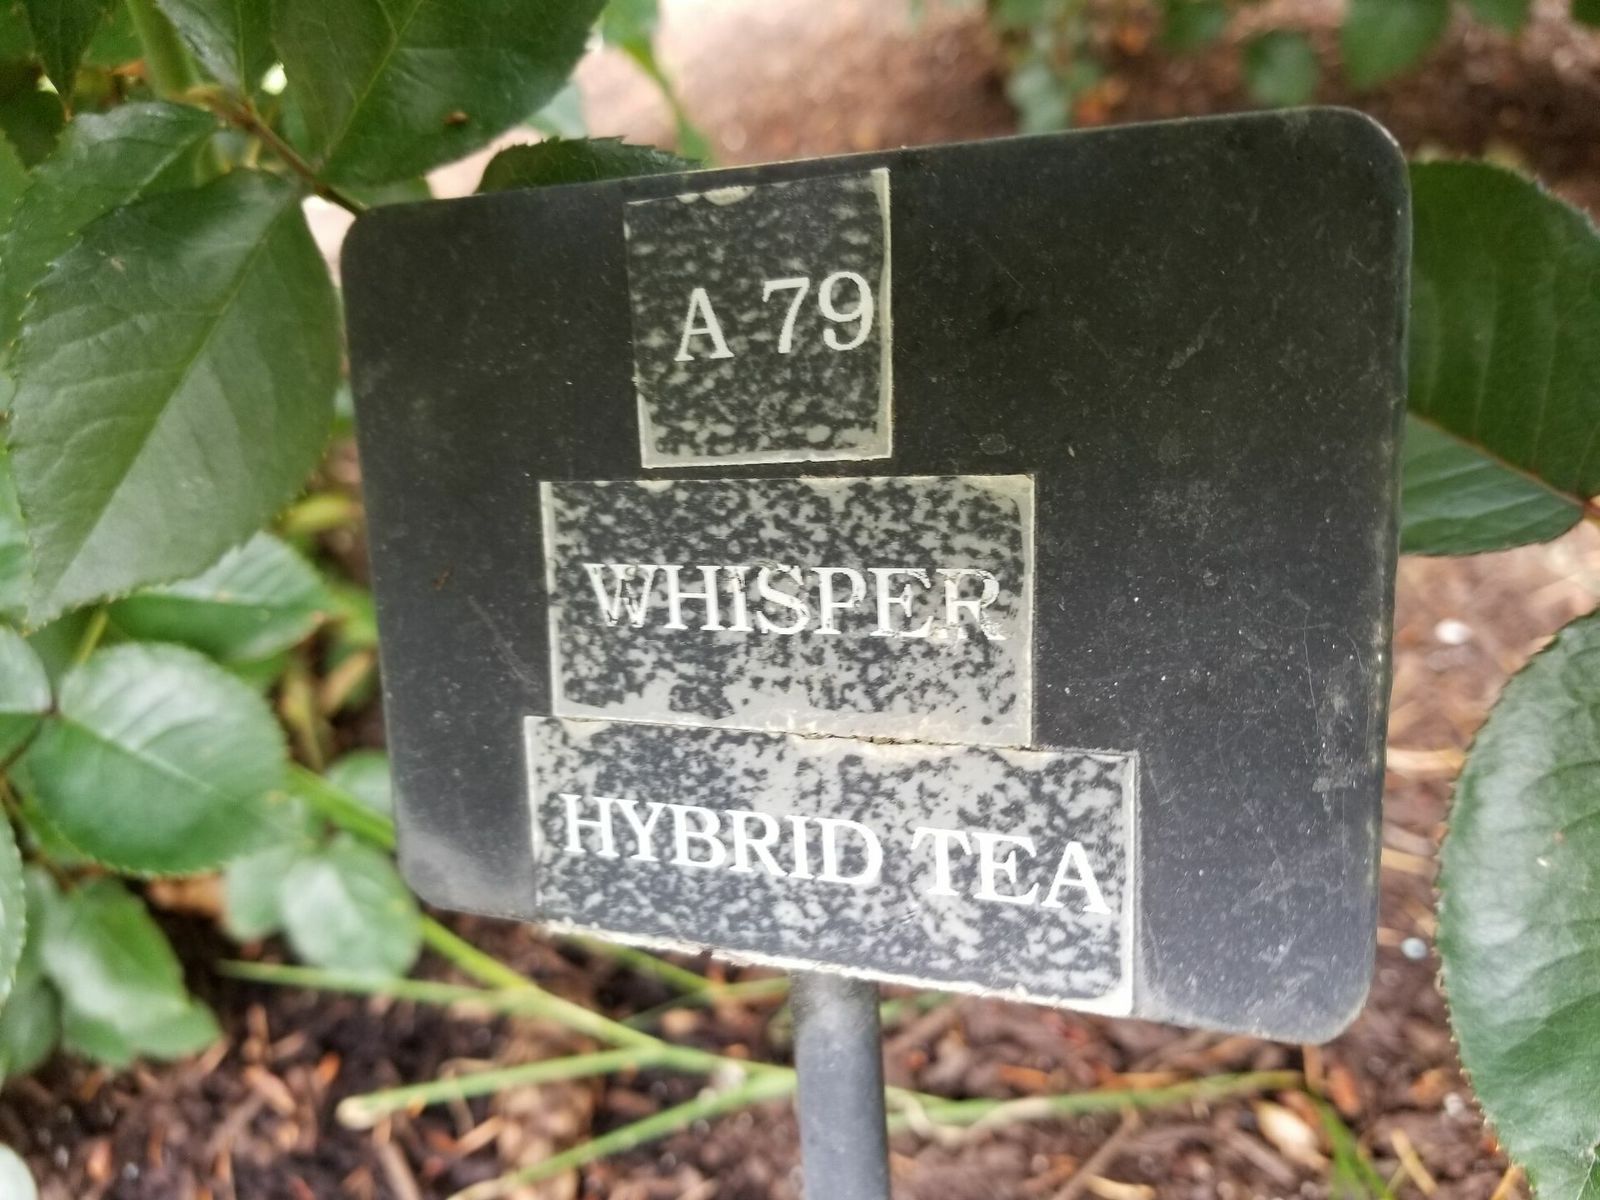 A 79
WHISPER
HYBRID TEA